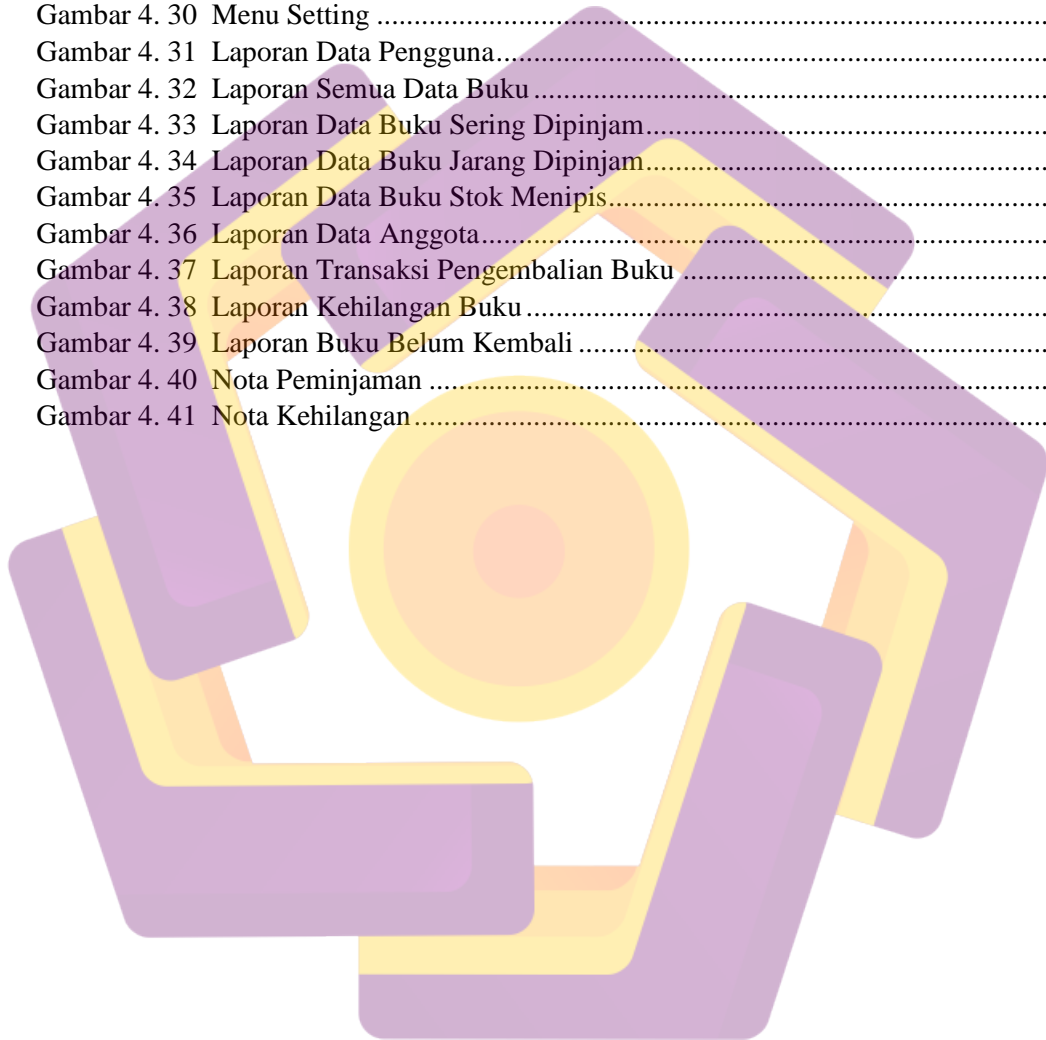 Gambar 4. 30 Menu Setting ........................................................................................
Gambar 4. 31 Laporan Data Pengguna........................................................................
Gambar 4. 32 Laporan Semua Data Buku ...................................................................
Gambar 4. 33 Laporan Data Buku Sering Dipinjam....................................................
Gambar 4. 34 Laporan Data Buku Jarang Dipinjam....................................................
Gambar 4. 35 Laporan Data Buku Stok Menipis.........................................................
Gambar 4. 36 Laporan Data Anggota..........................................................................
Gambar 4. 37 Laporan Transaksi Pengembalian Buku ...............................................
Gambar 4. 38 Laporan Kehilangan Buku ....................................................................
Gambar 4. 39 Laporan Buku Belum Kembali .............................................................
Gambar 4. 40 Nota Peminjaman .................................................................................
Gambar 4. 41 Nota Kehilangan...................................................................................